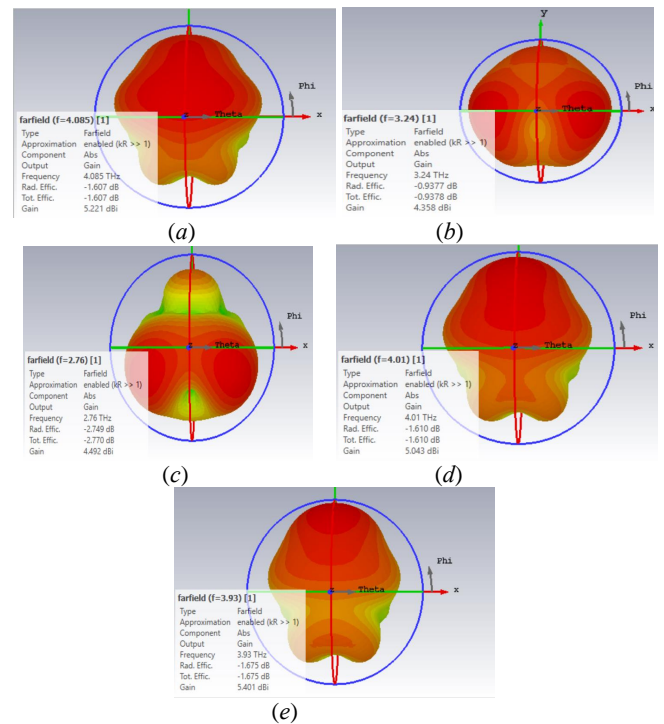 Phi
Theta x
farfield (f=4.085) [1]
Type Farfield
Approximation enabled (kR >> 1)
Component Abs
Output Gain
Frequency 4.085 THz
Rad. Effic. -1.607 dB
Tot. Effic. -1.607 dB
Gain 5.221 dBi
(a)
y
Phi
z Theta x
farfield (f=3.24) [1]
Type Farfield
Approximation enabled (kR >> 1)
Component Abs
Output Gain
Frequency 3.24 THz
Rad. Effic. -0.9377 dB
Tot. Effic. -0.9378 dB
Gain 4.358 dBi
(b)
Phi
z Theta x
farfield (f=2.76) [1]
Type Farfield
Approximation enabled (kR >> 1)
Component Abs
Output Gain
Frequency 2.76 THz
Rad. Effic. -2.749 dB
Tot. Effic. -2.770 dB
Gain 4.492 dBi
(c)
Phi
z Theta x
farfield (f=4.01) [1]
Type Farfield
Approximation enabled (kR >> 1)
Component Abs
Output Gain
Frequency 4.01 THz
Rad. Effic. -1.610 dB
Tot. Effic. -1.610 dB
Gain 5.043 dBi
(d)
Phi
z Theta x
farfield (f=3.93) [1]
Type Farfield
Approximation enabled (kR >> 1)
Component Abs
Output Gain
Frequency 3.93 THz
Rad. Effic. -1.675 dB
Tot. Effic. -1.675 dB
Gain 5.401 dBi
(e)